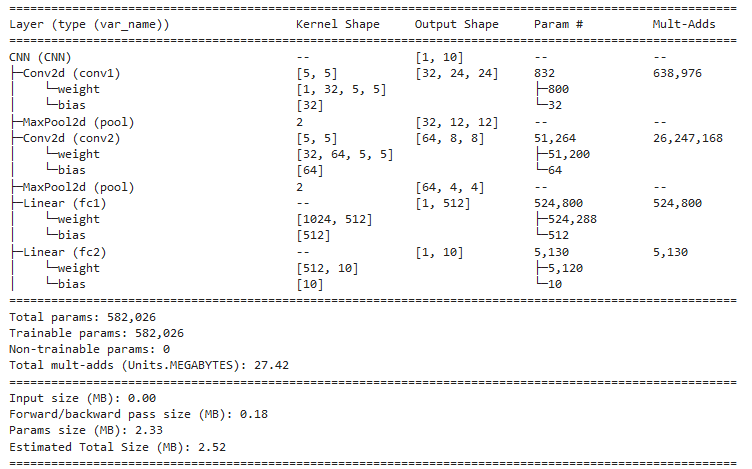 ==========================================================================================
Layer (type (var_name))                  Kernel Shape   Output Shape   Param #        Mult-Adds
==========================================================================================
CNN (CNN)                                --             [1, 10]        --             --
├─Conv2d (conv1)                         [5, 5]         [32, 24, 24]   832            638,976
│    └─weight                            [1, 32, 5, 5]                 ├─800
│    └─bias                              [32]                          └─32
├─MaxPool2d (pool)                       2              [32, 12, 12]   --             --
├─Conv2d (conv2)                         [5, 5]         [64, 8, 8]     51,264         26,247,168
│    └─weight                            [32, 64, 5, 5]                ├─51,200
│    └─bias                              [64]                          └─64
├─MaxPool2d (pool)                       2              [64, 4, 4]     --             --
├─Linear (fc1)                           --             [1, 512]       524,800        524,800
│    └─weight                            [1024, 512]                   ├─524,288
│    └─bias                              [512]                         └─512
├─Linear (fc2)                           --             [1, 10]        5,130          5,130
│    └─weight                            [512, 10]                     ├─5,120
│    └─bias                              [10]                          └─10
==========================================================================================
Total params: 582,026
Trainable params: 582,026
Non-trainable params: 0
Total mult-adds (Units.MEGABYTES): 27.42
==========================================================================================
Input size (MB): 0.00
Forward/backward pass size (MB): 0.18
Params size (MB): 2.33
Estimated Total Size (MB): 2.52
==========================================================================================